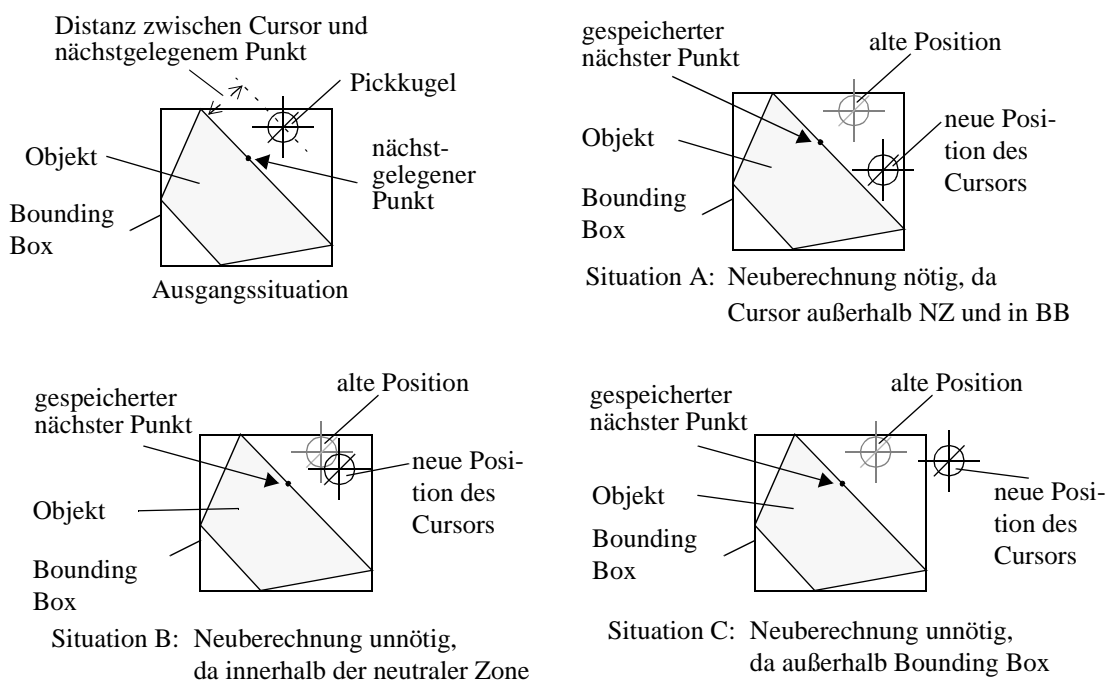 Distanz zwischen Cursor und
nächstgelegenem Punkt
Pickkugel
Objekt
nächst-
gelegener
Punkt
Bounding
Box
Ausgangssituation
gespeicherter
nächster Punkt
alte Position
Objekt
neue Posi-
tion des
Cursors
Bounding
Box
Situation A: Neuberechnung nötig, da
Cursor außerhalb NZ und in BB
gespeicherter
nächster Punkt
alte Position
neue Posi-
tion des
Cursors
Objekt
Bounding
Box
Situation B: Neuberechnung unnötig,
da innerhalb der neutraler Zone
gespeicherter
nächster Punkt
alte Position
Objekt
neue Posi-
tion des
Cursors
Bounding
Box
Situation C: Neuberechnung unnötig,
da außerhalb Bounding Box